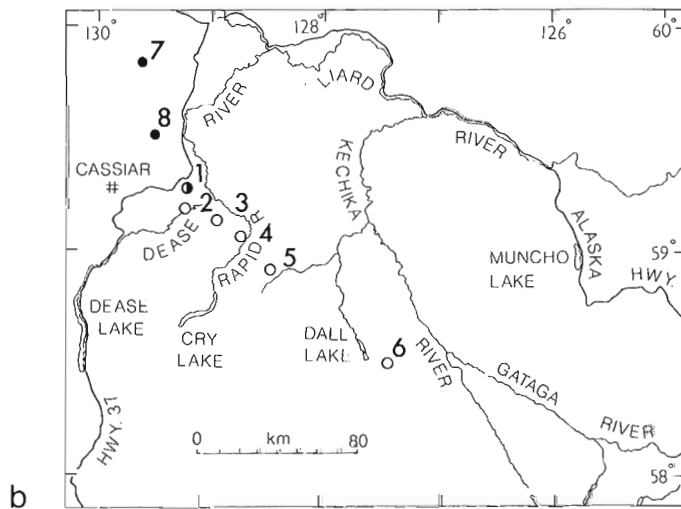 130 ° 128 ° 126 ° 60 °
7
LIARD
RIVER
8
RIVER
KECHIKA
CASSIAR
#
1
2
3
DEASE
RAPID R
4
5
59 °
ALASKA
HWY.
MUNCHO
LAKE
DEASE
LAKE
CRY
LAKE
DALL
LAKE
6
RIVER
GATAGA
RIVER
HWY. 37
0 km 80
58 °
b